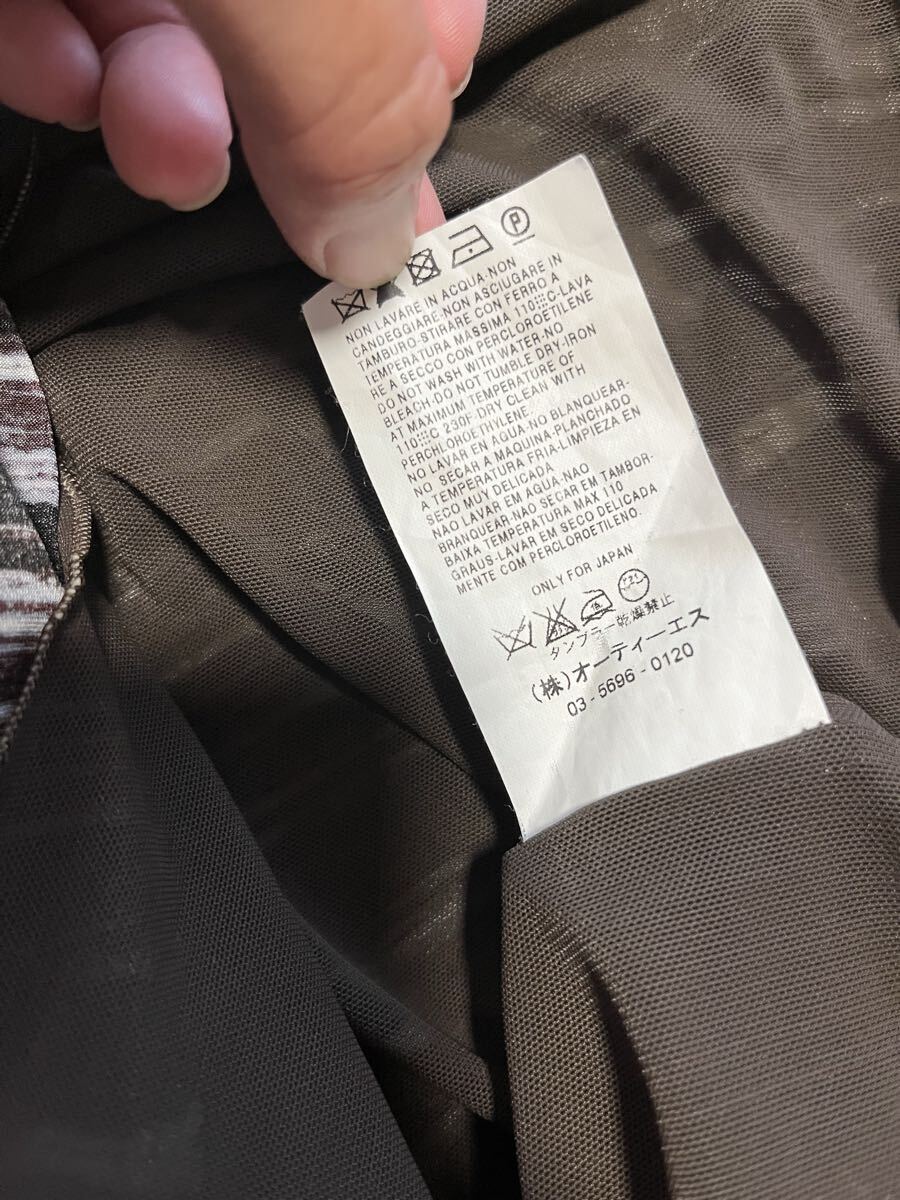 P
NON LAVARE IN ACQUA-NON
CANDEGGIARE-NON ASCIUGARE IN
TAMBURO-STIRARE CON FERRO A
TEMPERATURA MASSIMA 110:::C-LAVA
RE A SECCO CON PERCLOROETILENE
DO NOT WASH WITH WATER-NO
BLEACH-DO NOT TUMBLE DRY-IRON
AT MAXIMUM TEMPERATURE OF
110:::C 230F-DRY CLEAN WITH
PERCHLOROETHYLENE.
NO LAVAR EN AGUA-NO BLANQUEAR-
NO SECAR A MAQUINA-PLANCHADO
A TEMPERATURA FRIA-LIMPIEZA EN
SECO MUY DELICADA
NÃO LAVAR EM AGUA-NAO
BRANQUEAR-NAO SECAR EM TAMBOR-
BAIXA TEMPERATURA MAX 110
GRAUS-LAVAR EM SECO DELICADA
MENTE COM PERCLOROETILENO.
ONLY FOR JAPAN
タンブラー乾燥禁止
(株)オーティーエス
03-5696-0120